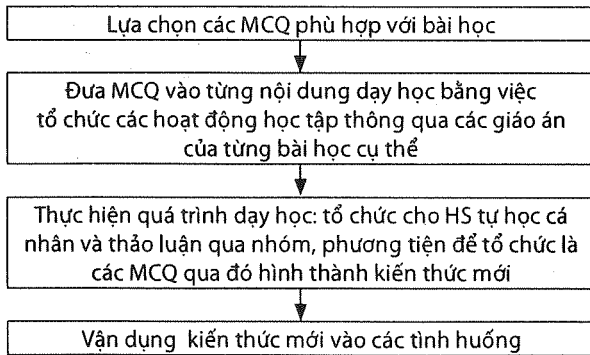 Lựa chọn các MCQ phù hợp với bài học
Đưa MCQ vào từng nội dung dạy học bằng việc
tổ chức các hoạt động học tập thông qua các giáo án
của từng bài học cụ thể
Thực hiện quá trình dạy học: tổ chức cho HS tự học cá
nhân và thảo luận qua nhóm, phương tiện để tổ chức là
các MCQ qua đó hình thành kiến thức mới
Vận dụng kiến thức mới vào các tình huống